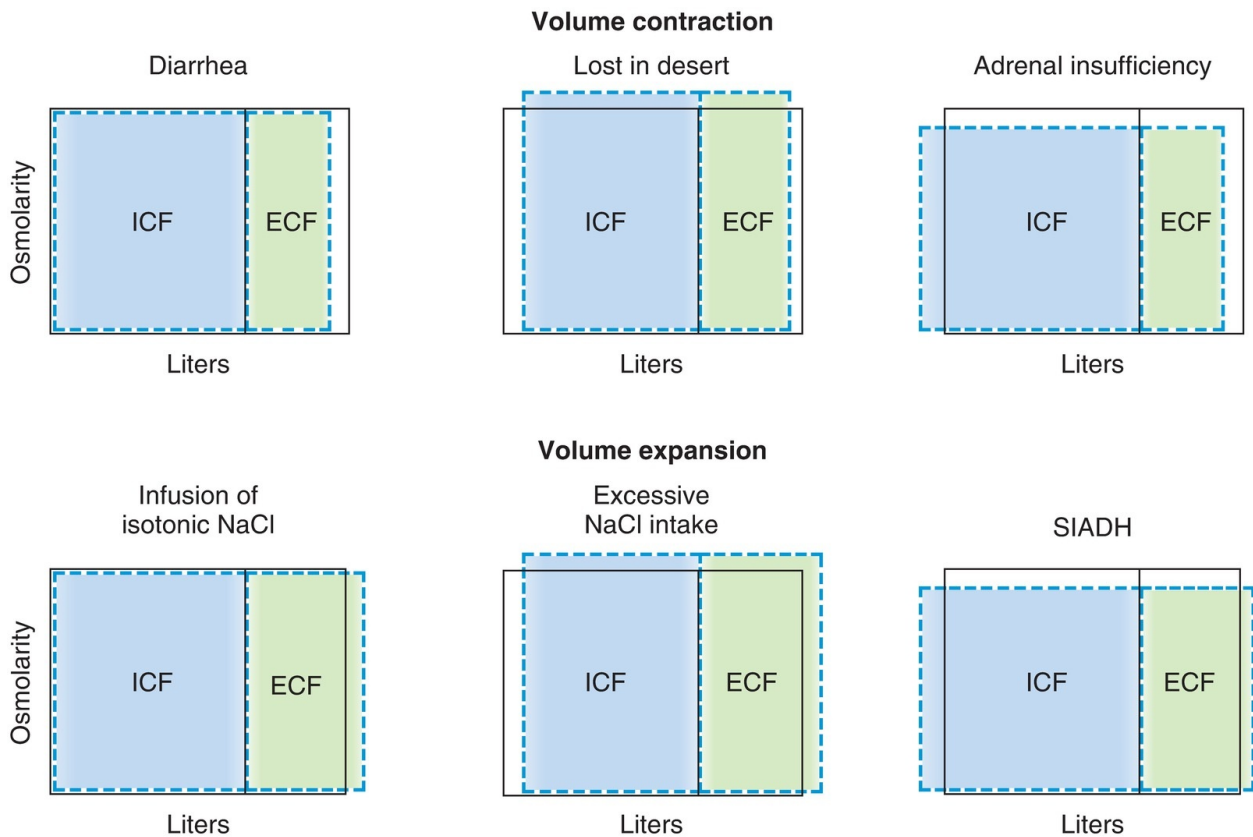 Volume contraction
Diarrhea
Lost in desert
Adrenal insufficiency
Osmolarity
ICF
ECF
ICF
ECF
ICF
ECF
Liters
Liters
Liters
Volume expansion
Infusion of
isotonic NaCl
Excessive
NaCl intake
SIADH
Osmolarity
ICF
ECF
ICF
ECF
ICF
ECF
Liters
Liters
Liters